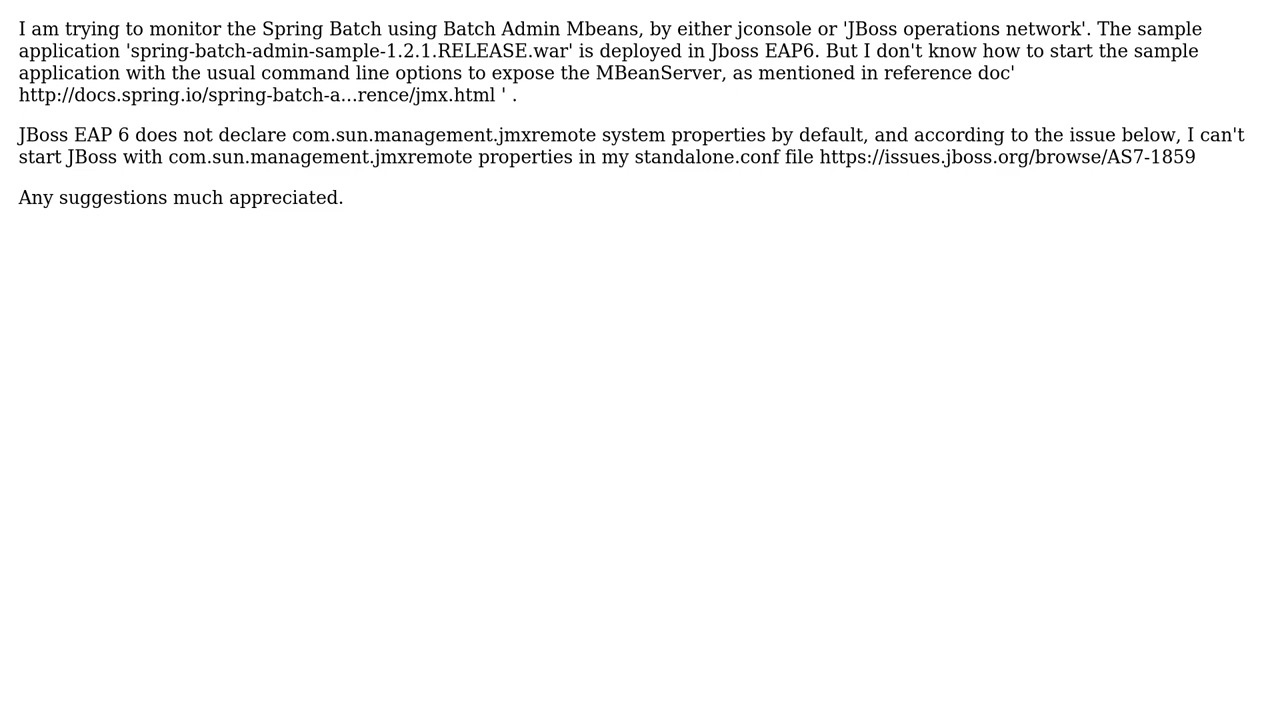 I am trying to monitor the Spring Batch using Batch Admin Mbeans, by either jconsole or 'JBoss operations network'. The sample
application 'spring-batch-admin-sample-1.2.1.RELEASE.war' is deployed in Jboss EAP6. But I don't know how to start the sample
application with the usual command line options to expose the MBeanServer, as mentioned in reference doc'
http://docs.spring.io/spring-batch-a...rence/jmx.html ' .
JBoss EAP 6 does not declare com.sun.management.jmxremote system properties by default, and according to the issue below, I can't
start JBoss with com.sun.management.jmxremote properties in my standalone.conf file https://issues.jboss.org/browse/AS7-1859
Any suggestions much appreciated.